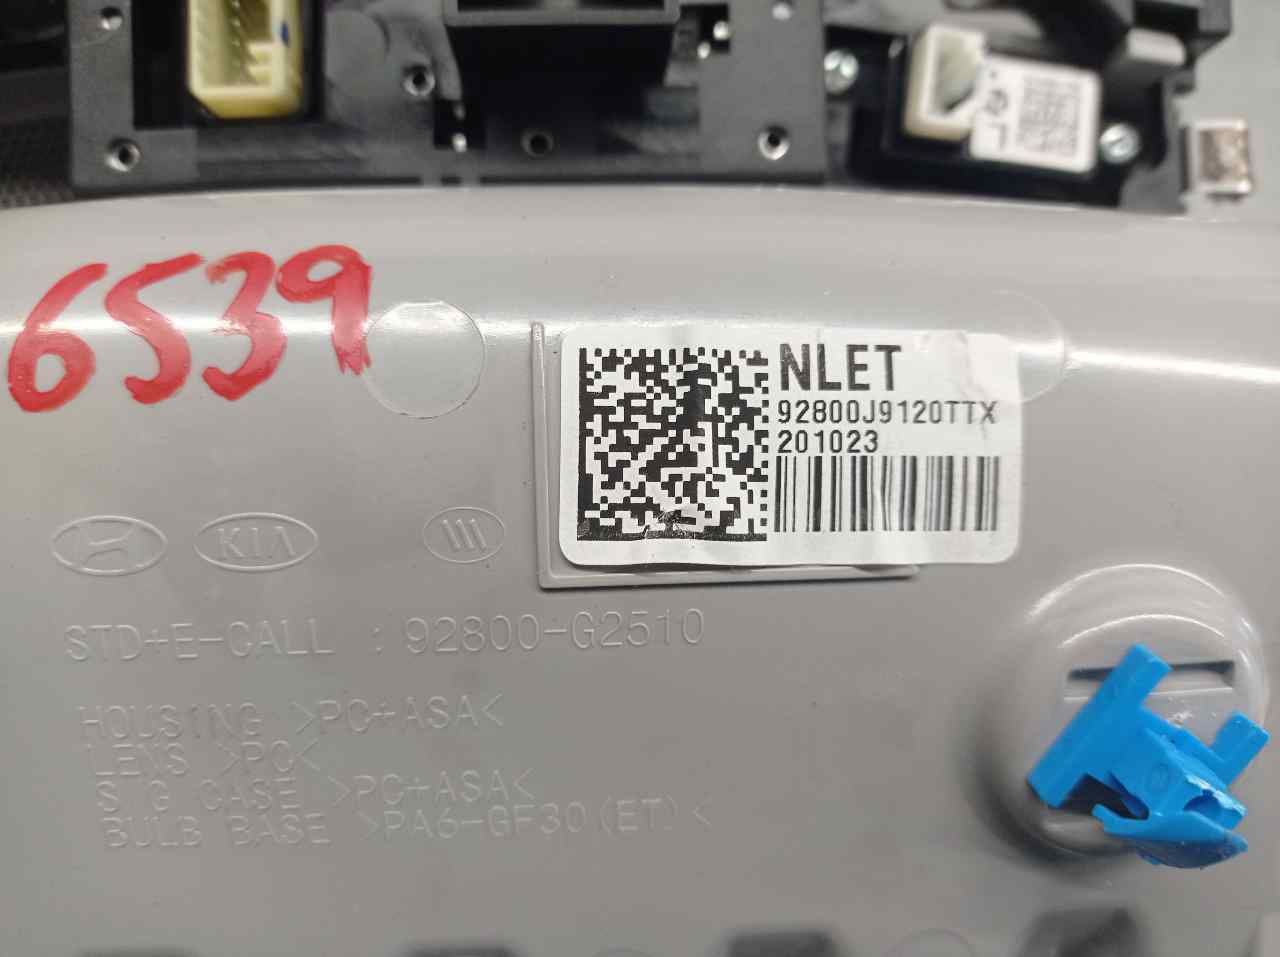 6539
NLET
92800J9120TTX
201023
KIA
STD+E-CALL : 92800-G2510
HOUSING >PC+ASA<
LENS >PC<
STG CASE >PC+ASA<
BULB BASE >PA6-GF30(ET)<